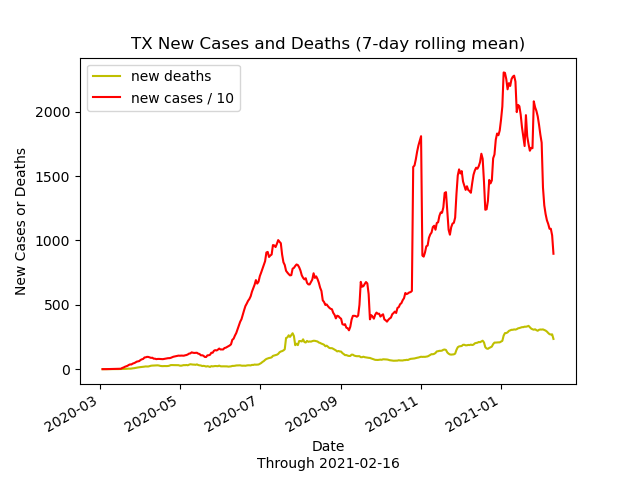 TX New Cases and Deaths (7-day rolling mean)
new deaths
new cases / 10
New Cases or Deaths
2000
1500
1000
500
0
2020-03
2020-05
2020-07
2020-09
2020-11
2021-01
Date
Through 2021-02-16